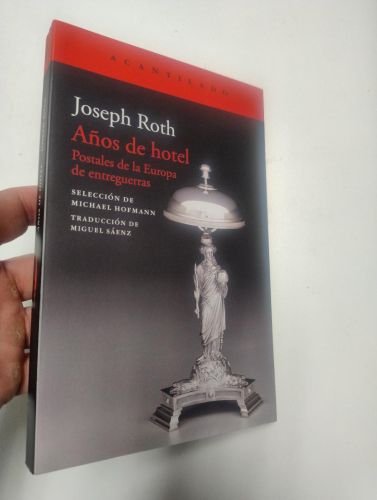 ACANTILADO
Joseph Roth
Años de hotel
Postales de la Europa
de entreguerras
SELECCIÓN DE
MICHAEL HOFMANN
TRADUCCIÓN DE
MIGUEL SÁENZ